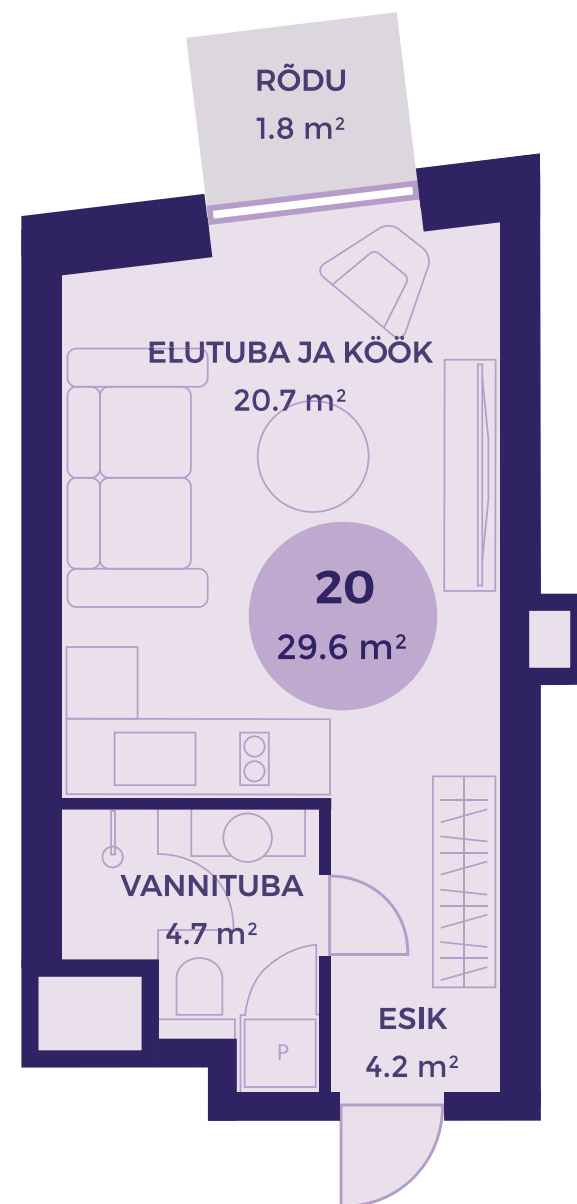 RÕDU
1.8 m²
ELUTUBA JA KÖÖK
20.7 m²
20
29.6 m²
VANNITUBA
4.7 m²
ESIK
4.2 m²
P